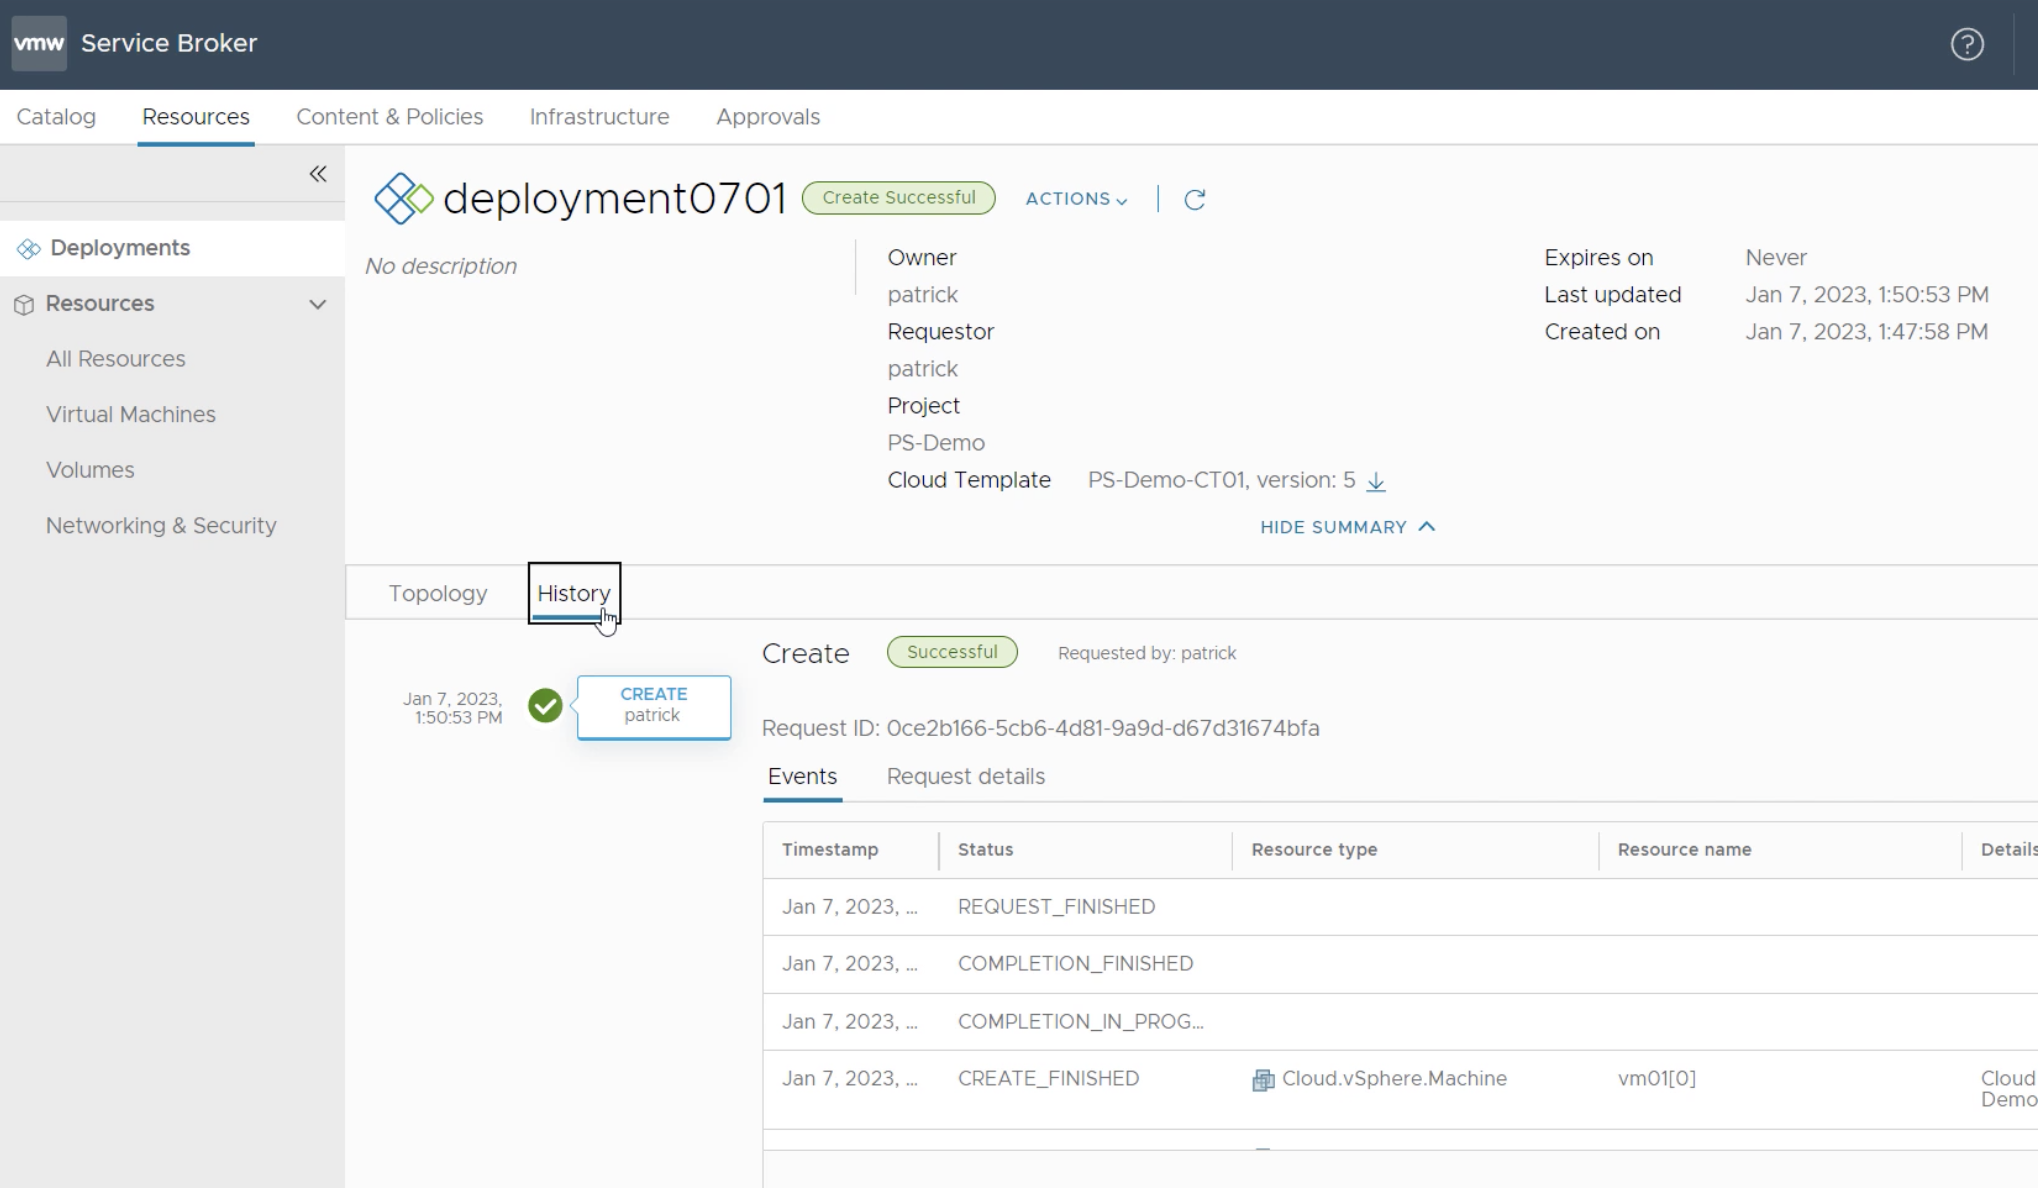 vmw Service Broker
Catalog Resources Content & Policies Infrastructure Approvals
Deployments
Resources
All Resources
Virtual Machines
Volumes
Networking & Security
deployment0701 Create Successful ACTIONS
No description
Owner
patrick
Requestor
patrick
Project
PS-Demo
Cloud Template PS-Demo-CT01, version: 5
Expires on Never
Last updated Jan 7, 2023, 1:50:53 PM
Created on Jan 7, 2023, 1:47:58 PM
HIDE SUMMARY
Topology History
Jan 7, 2023,
1:50:53 PM
CREATE
patrick
Create Successful Requested by: patrick
Request ID: 0ce2b166-5cb6-4d81-9a9d-d67d31674bfa
Events Request details
Timestamp Status Resource type Resource name Details
Jan 7, 2023, ... REQUEST_FINISHED
Jan 7, 2023, ... COMPLETION_FINISHED
Jan 7, 2023, ... COMPLETION_IN_PROG...
Jan 7, 2023, ... CREATE_FINISHED Cloud.vSphere.Machine vm01[0] Cloud
Demo